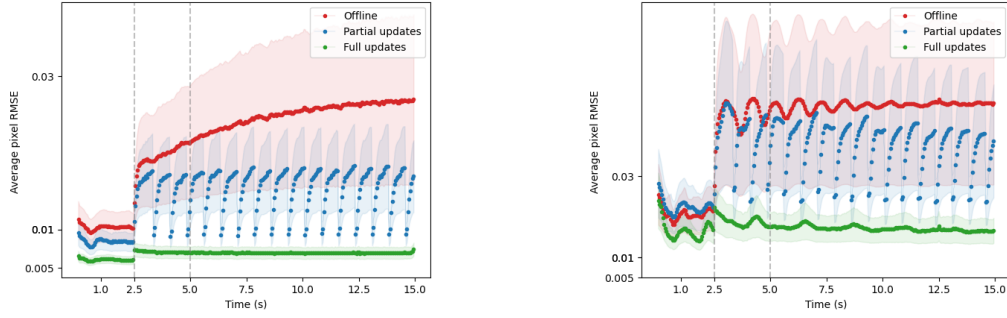 Offline
Partial updates
Full updates
Average pixel RMSE
0.03
0.01
0.005
1.0 2.5 5.0 7.5 10.0 12.5 15.0
Time (s)
Offline
Partial updates
Full updates
Average pixel RMSE
0.03
0.01
0.005
1.0 2.5 5.0 7.5 10.0 12.5 15.0
Time (s)